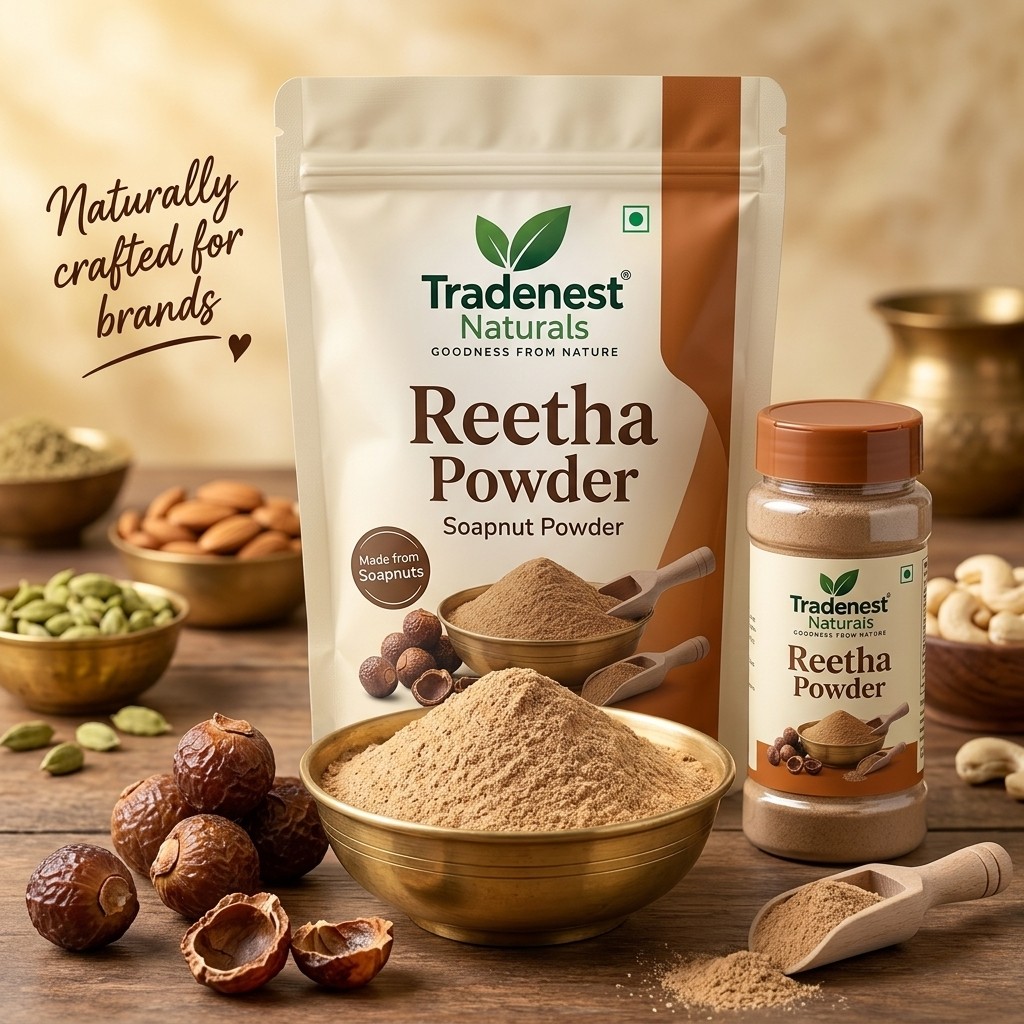 Naturally
crafted for
brands
Tradenest®
Naturals
GOODNESS FROM NATURE
Reetha
Powder
Soapnut Powder
Made from
Soapnuts
Tradenest®
Naturals
GOODNESS FROM NATURE
Reetha
Powder